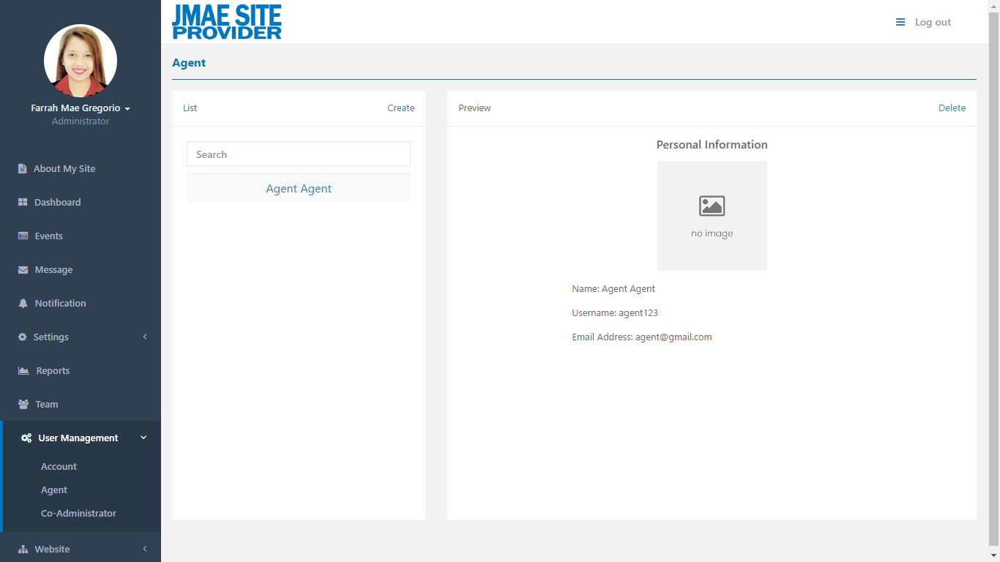 Farrah Mae Gregorio
Administrator
About My Site
Dashboard
Events
Message
Notification
Settings
Reports
Team
User Management
Account
Agent
Co-Administrator
Website
JMAE SITE
PROVIDER
Log out
Agent
List
Create
Search
Agent Agent
Preview
Delete
Personal Information
no image
Name: Agent Agent
Username: agent123
Email Address: agent@gmail.com